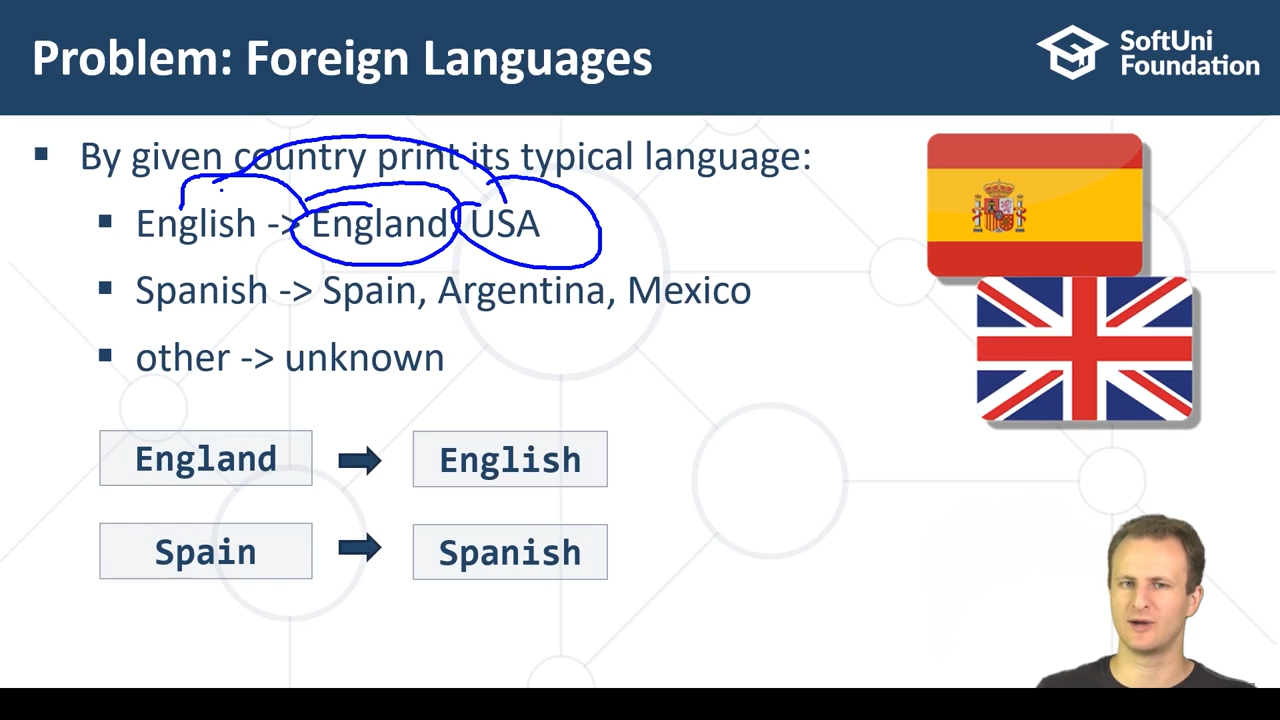 Problem: Foreign Languages
SoftUni
Foundation
▪ By given country print its typical language:
▪ English -> England, USA
▪ Spanish -> Spain, Argentina, Mexico
▪ other -> unknown
England
English
Spain
Spanish